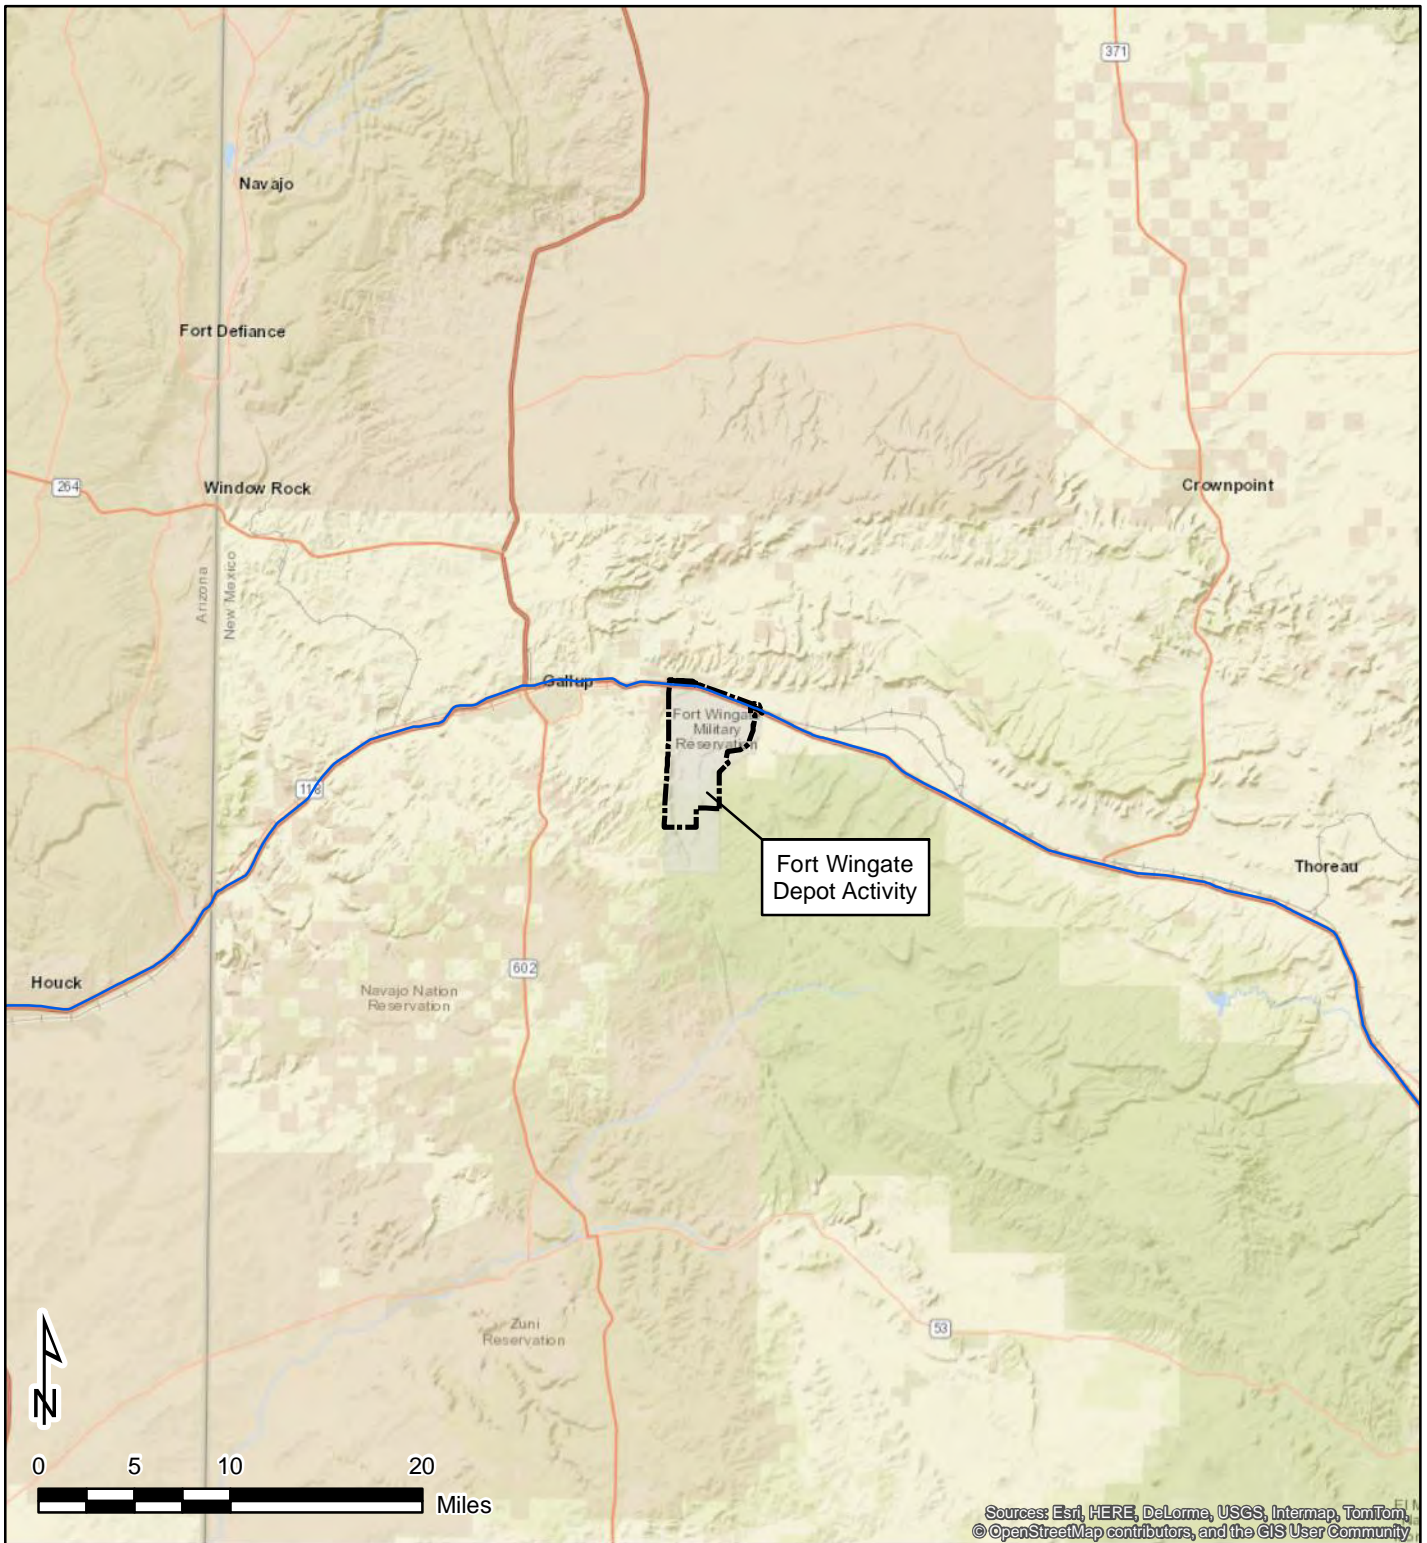 371
Navajo
Fort Defiance
264
Window Rock
Crownpoint
Arizona
New Mexico
Gallup
Fort Wingate
Military
Reservation
118
Fort Wingate
Depot Activity
Thoreau
602
Houck
Navajo Nation
Reservation
Zuni
Reservation
53
N
0 5 10 20
Miles
Sources: Esri, HERE, DeLorme, USGS, Intermap, TomTom,
© OpenStreetMap contributors, and the GIS User Community